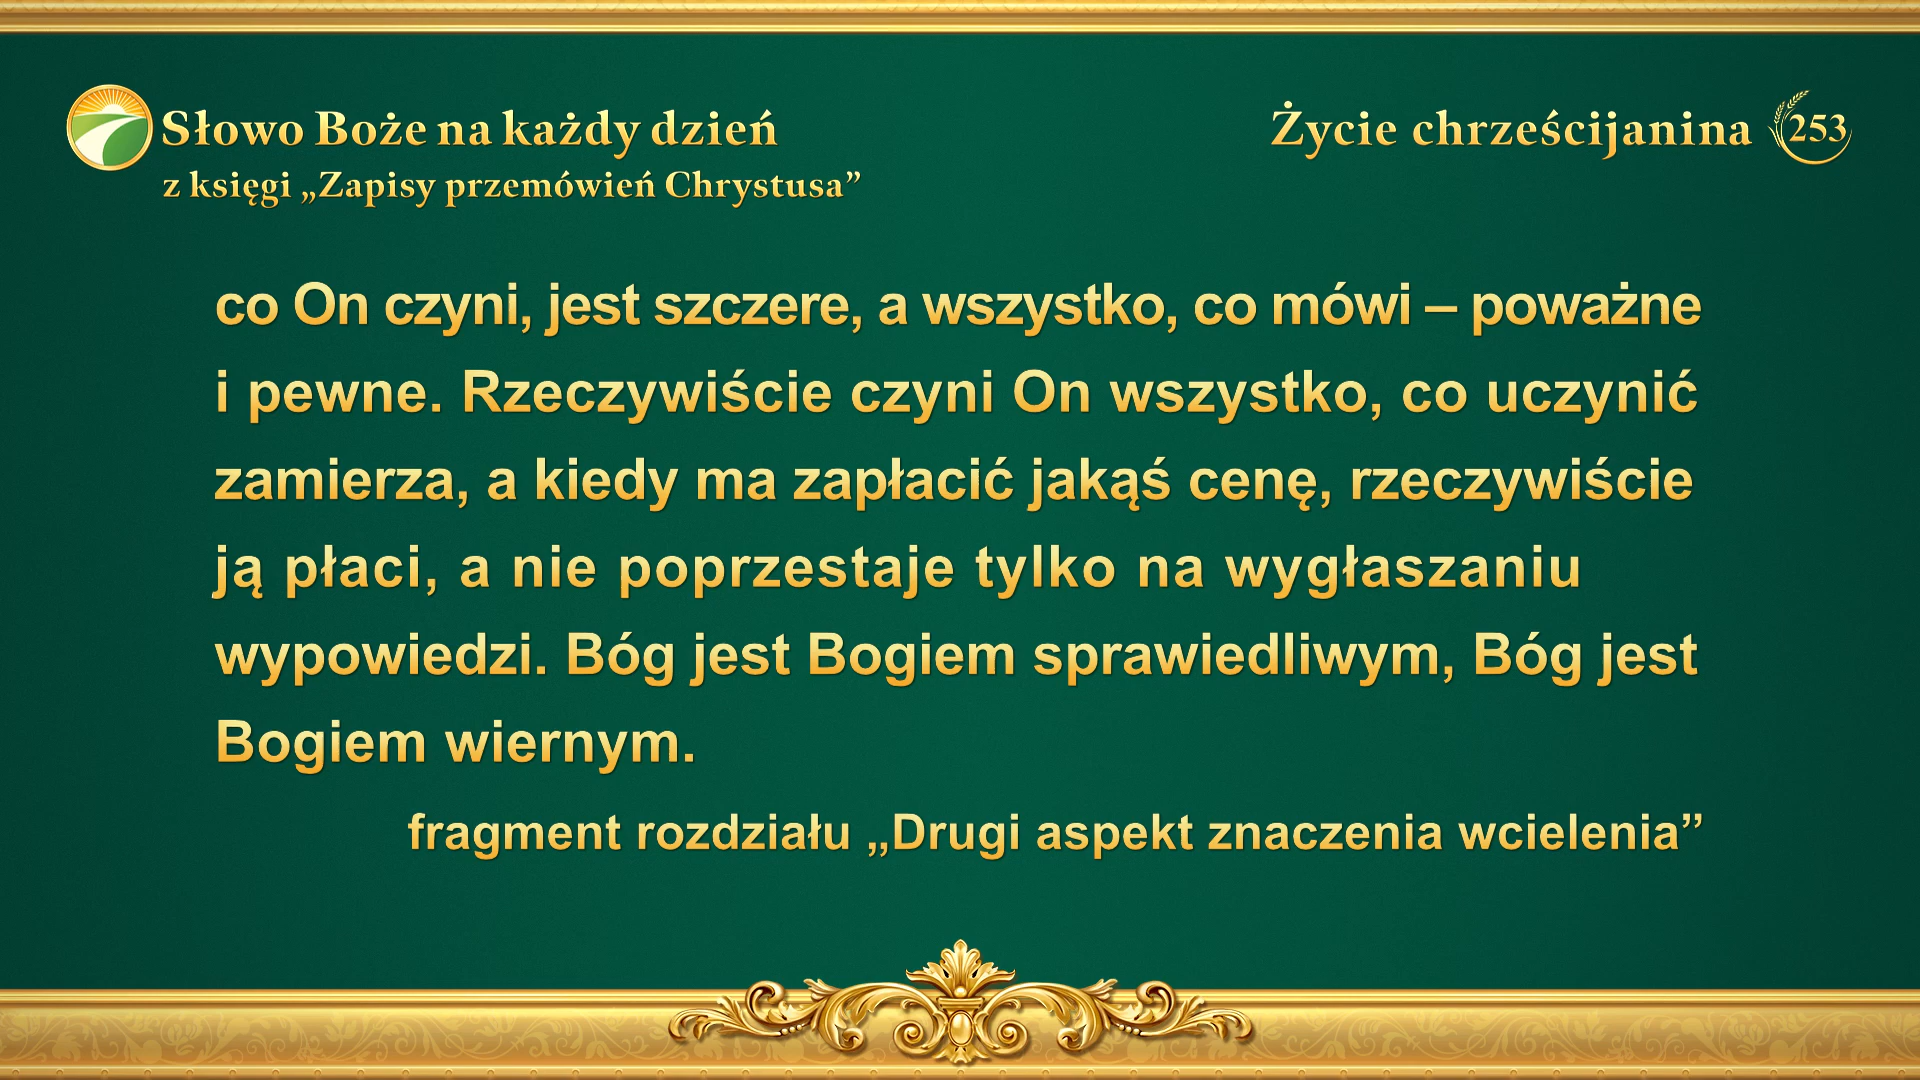 Słowo Boże na każdy dzień
z księgi „Zapisy przemówień Chrystusa”
Życie chrześcijanina 253
co On czyni, jest szczere, a wszystko, co mówi – poważne
i pewne. Rzeczywiście czyni On wszystko, co uczynić
zamierza, a kiedy ma zapłacić jakąś cenę, rzeczywiście
ją płaci, a nie poprzestaje tylko na wygłaszaniu
wypowiedzi. Bóg jest Bogiem sprawiedliwym, Bóg jest
Bogiem wiernym.
fragment rozdziału „Drugi aspekt znaczenia wcielenia”